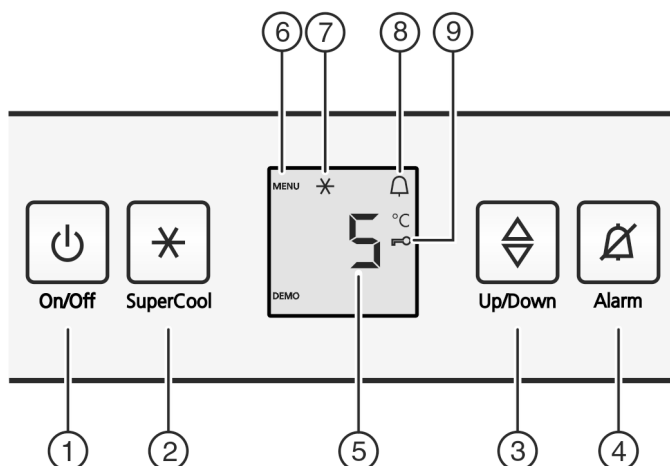 6 7 8 9
MENU
5 °C
DEMO
On/Off SuperCool Up/Down Alarm
1 2 5 3 4